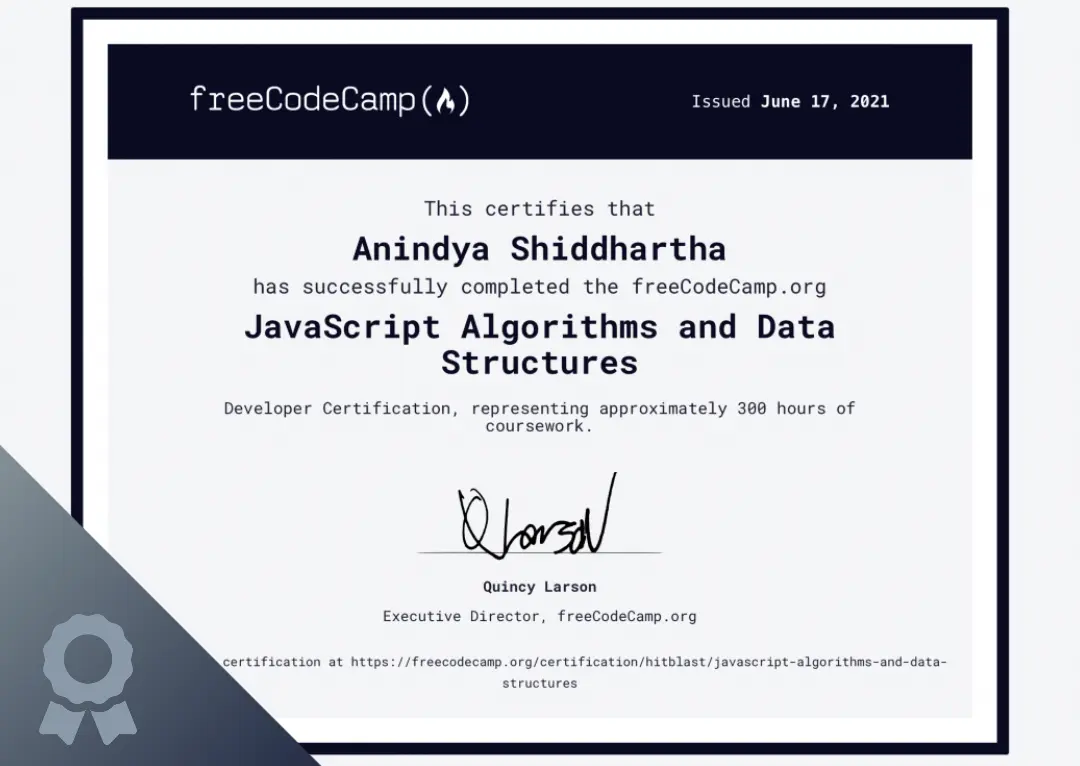 freeCodeCamp
Issued June 17, 2021
This certifies that
Anindya Shiddhartha
has successfully completed the freeCodeCamp.org
JavaScript Algorithms and Data
Structures
Developer Certification, representing approximately 300 hours of
coursework.
Q Larson
Quincy Larson
Executive Director, freeCodeCamp.org
certification at https://freecodecamp.org/certification/hitblast/javascript-algorithms-and-data-
structures